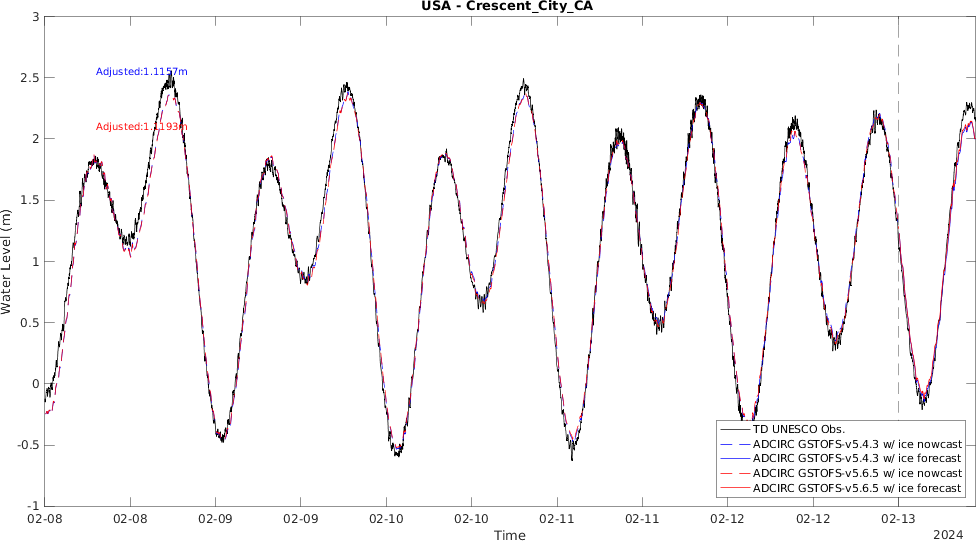 USA - Crescent_City_CA
3
2.5
2
1.5
1
0.5
0
-0.5
-1
Water Level (m)
Adjusted:1.1157m
Adjusted:1.1193m
TD UNESCO Obs.
ADCIRC GSTOFS-v5.4.3 w/ ice nowcast
ADCIRC GSTOFS-v5.4.3 w/ ice forecast
ADCIRC GSTOFS-v5.6.5 w/ ice nowcast
ADCIRC GSTOFS-v5.6.5 w/ ice forecast
02-08 02-08 02-09 02-09 02-10 02-10 02-11 02-11 02-12 02-12 02-13
Time
2024